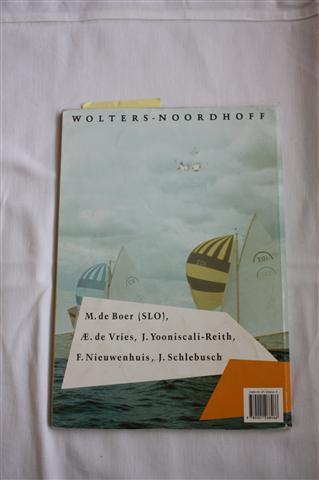 WOLTERS-NOORDHOFF
M. de Boer (SLO),
Æ. de Vries, J. Yooniscali-Reith,
F. Nieuwenhuis, J. Schlebusch